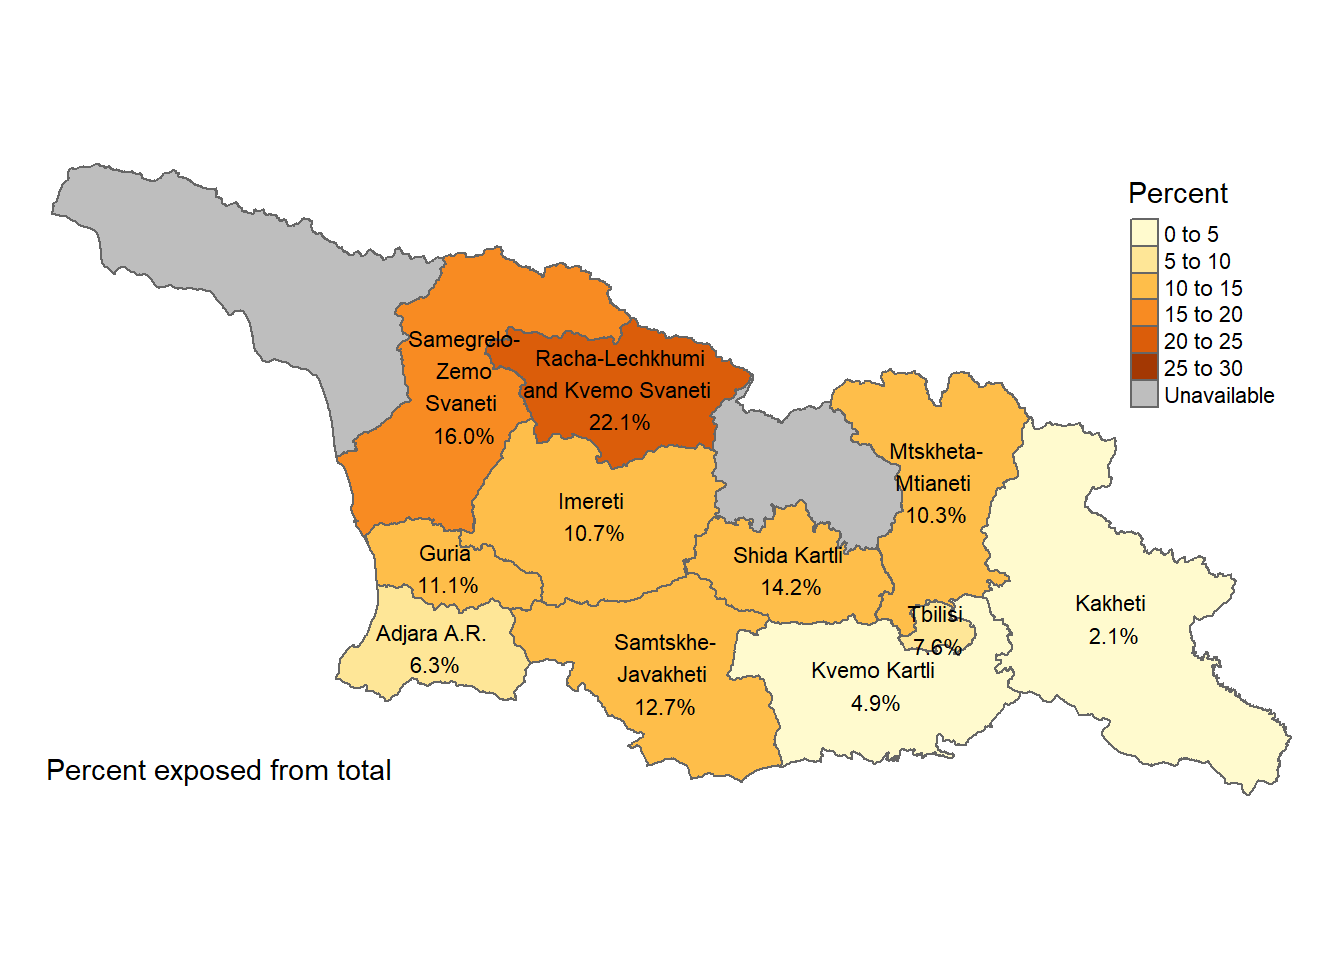 Percent
0 to 5
5 to 10
10 to 15
15 to 20
20 to 25
25 to 30
Unavailable
Samegrelo-
Zemo
Svaneti
16.0%
Racha-Lechkhumi
and Kvemo Svaneti
22.1%
Mtskheta-
Mtianeti
10.3%
Imereti
10.7%
Guria
11.1%
Shida Kartli
14.2%
Tbilisi
7.6%
Kakheti
2.1%
Adjara A.R.
6.3%
Samtskhe-
Javakheti
12.7%
Kvemo Kartli
4.9%
Percent exposed from total